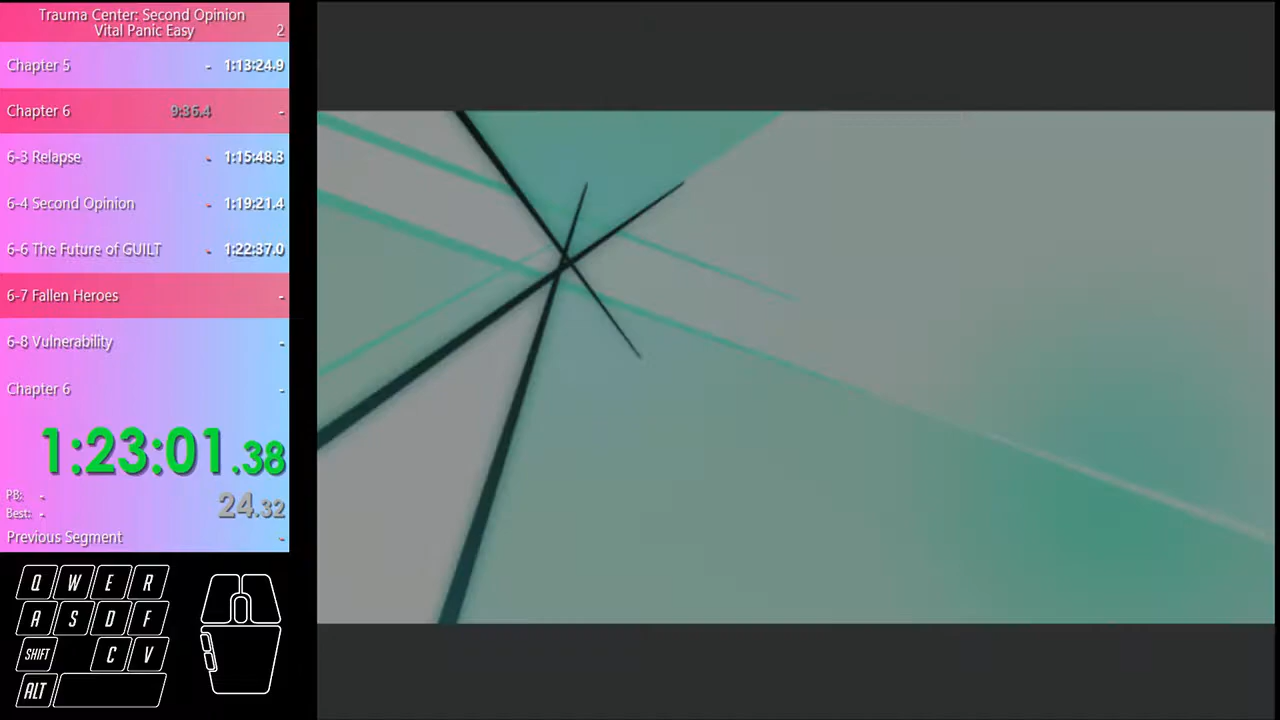 Trauma Center: Second Opinion
Vital Panic Easy 2
Chapter 5 - 1:13:24.9
Chapter 6 9:36.4 -
6-3 Relapse - 1:15:48.3
6-4 Second Opinion - 1:19:21.4
6-6 The Future of GUILT - 1:22:37.0
6-7 Fallen Heroes -
6-8 Vulnerability -
Chapter 6 -
1:23:01.38
PB: - 24.32
Best: -
Previous Segment -
Q W E R
A S D F
SHIFT C V
ALT